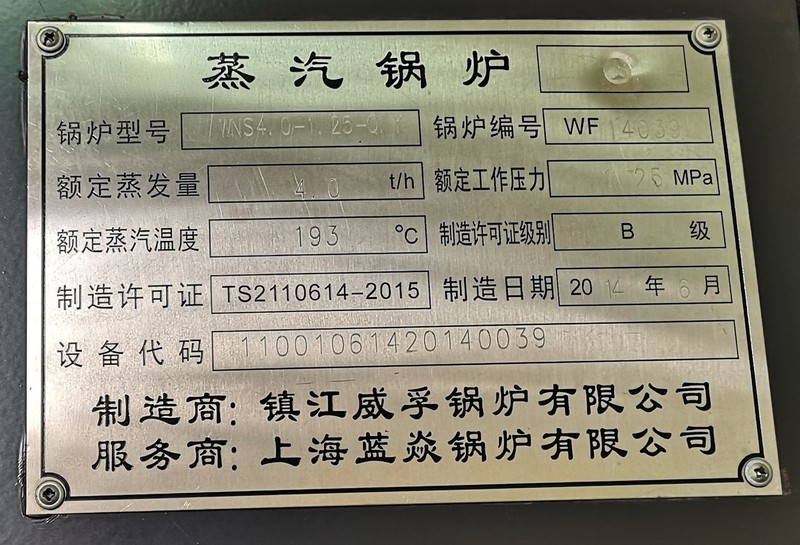 蒸汽锅炉
锅炉型号 WNS4.0-1.25-Q. 锅炉编号 WF14039
额定蒸发量 4.0 t/h 额定工作压力 1.25 MPa
额定蒸汽温度 193 ℃ 制造许可证级别 B 级
制造许可证 TS2110614-2015 制造日期 2014 年 6 月
设备代码 11001061420140039
制造商: 镇江威孚锅炉有限公司
服务商: 上海蓝焱锅炉有限公司